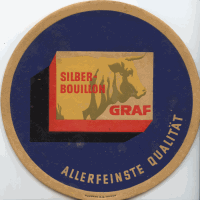 SILBER
BOUILLON
GRAF
ALLERFEINSTE QUALITÄT